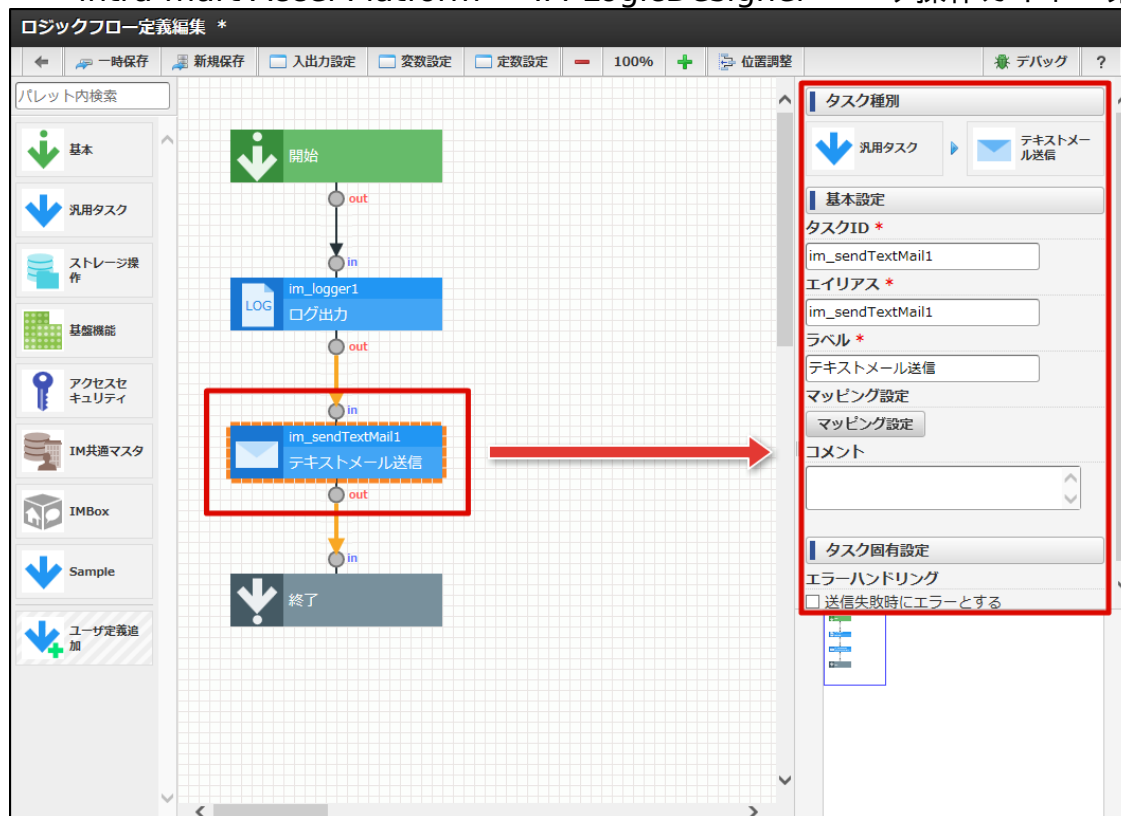 ロジックフロー定義編集 *
一時保存 新規保存 入出力設定 変数設定 定数設定 100% 位置調整 デバッグ ?
パレット内検索
基本
汎用タスク
ストレージ操
作
基盤機能
アクセスセ
キュリティ
IM共通マスタ
IMBox
Sample
ユーザ定義追
加
開始
out
in
im_logger1
LOG
ログ出力
out
in
im_sendTextMail1
テキストメール送信
out
in
終了
タスク種別
汎用タスク
テキストメー
ル送信
基本設定
タスクID *
im_sendTextMail1
エイリアス *
im_sendTextMail1
ラベル *
テキストメール送信
マッピング設定
マッピング設定
コメント
タスク固有設定
エラーハンドリング
送信失敗時にエラーとする